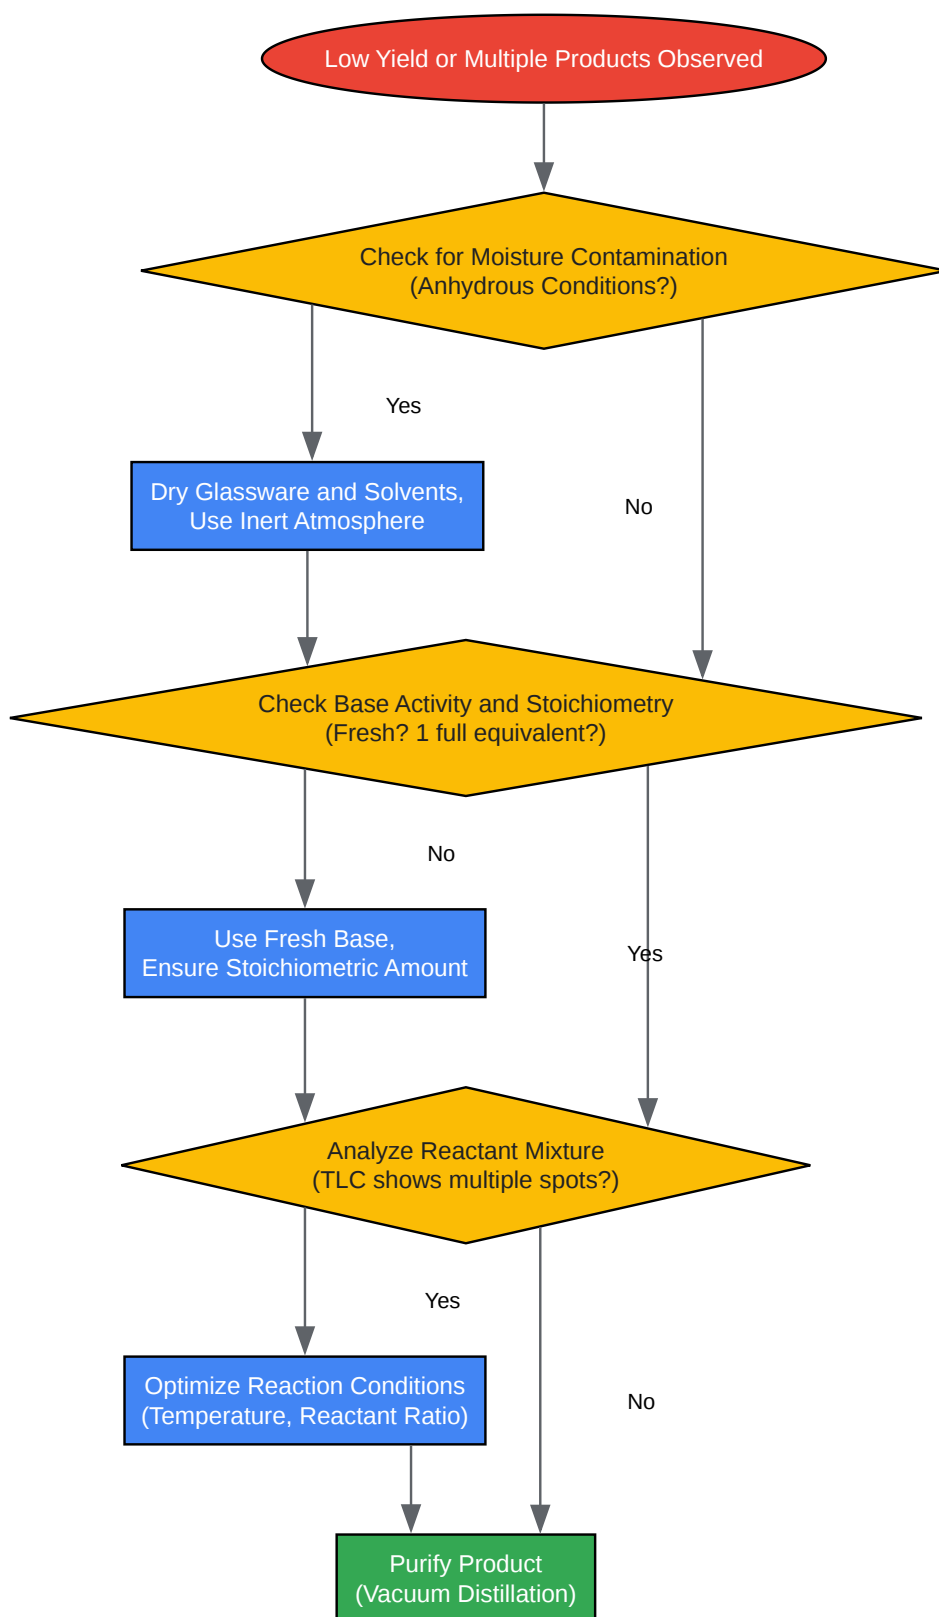 Low Yield or Multiple Products Observed
Check for Moisture Contamination
(Anhydrous Conditions?)
Yes
Dry Glassware and Solvents,
Use Inert Atmosphere
No
Check Base Activity and Stoichiometry
(Fresh? 1 full equivalent?)
No
Use Fresh Base,
Ensure Stoichiometric Amount
Yes
Analyze Reactant Mixture
(TLC shows multiple spots?)
Yes
Optimize Reaction Conditions
(Temperature, Reactant Ratio)
No
Purify Product
(Vacuum Distillation)